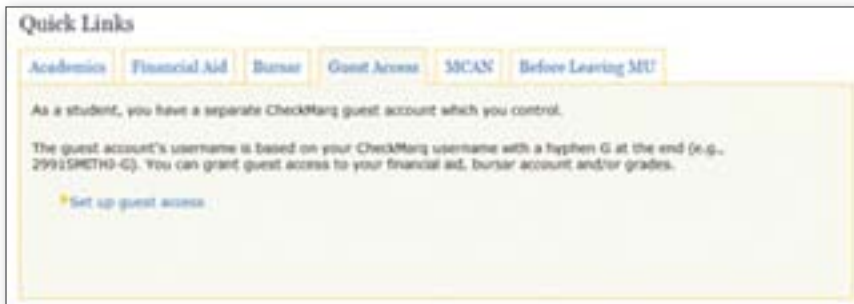 Quick Links
Academics Financial Aid Bursar Guest Access MCAN Before Leaving MU
As a student, you have a separate CheckMarq guest account which you control.
The guest account's username is based on your CheckMarq username with a hyphen G at the end (e.g.,
2991SMITHJ-G). You can grant guest access to your financial aid, bursar account and/or grades.
Set up guest access